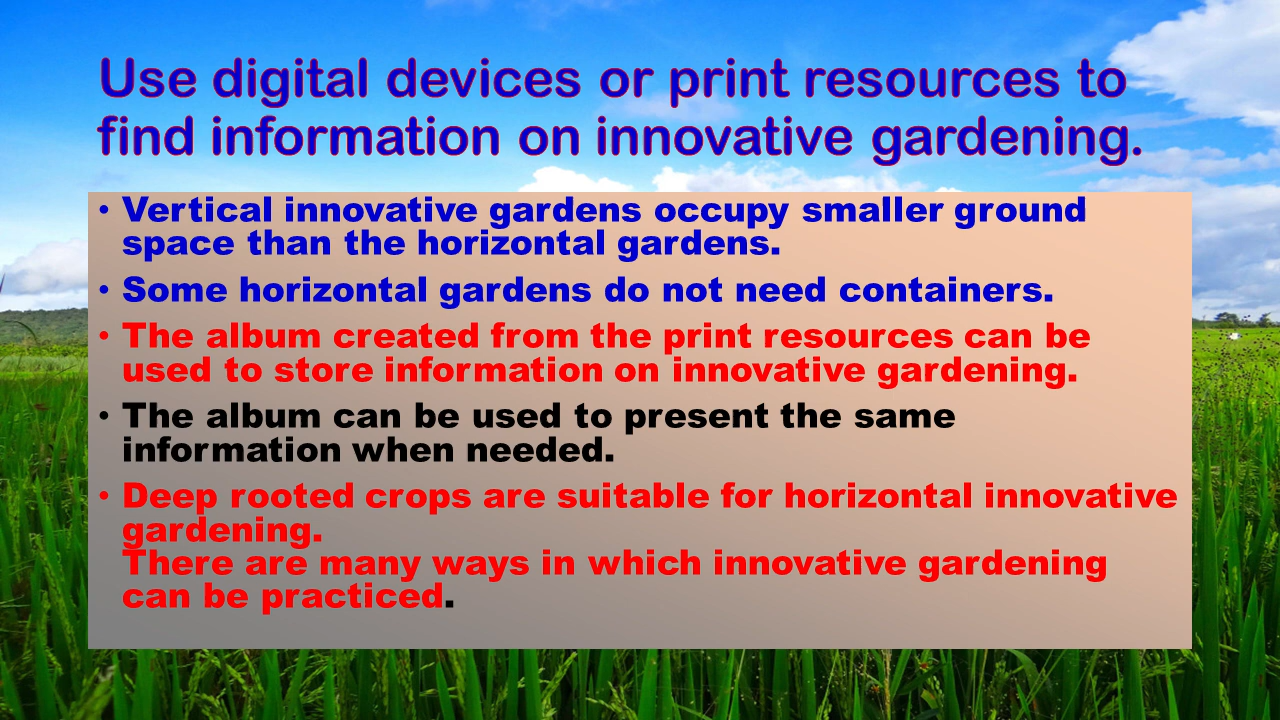 Use digital devices or print resources to
find information on innovative gardening.
• Vertical innovative gardens occupy smaller ground
space than the horizontal gardens.
• Some horizontal gardens do not need containers.
• The album created from the print resources can be
used to store information on innovative gardening.
• The album can be used to present the same
information when needed.
• Deep rooted crops are suitable for horizontal innovative
gardening.
There are many ways in which innovative gardening
can be practiced.